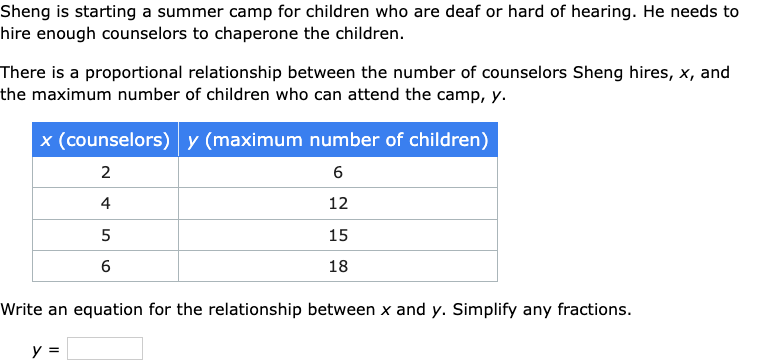 Sheng is starting a summer camp for children who are deaf or hard of hearing. He needs to
hire enough counselors to chaperone the children.
There is a proportional relationship between the number of counselors Sheng hires, x, and
the maximum number of children who can attend the camp, y.
x (counselors) y (maximum number of children)
2 6
4 12
5 15
6 18
Write an equation for the relationship between x and y. Simplify any fractions.
y =